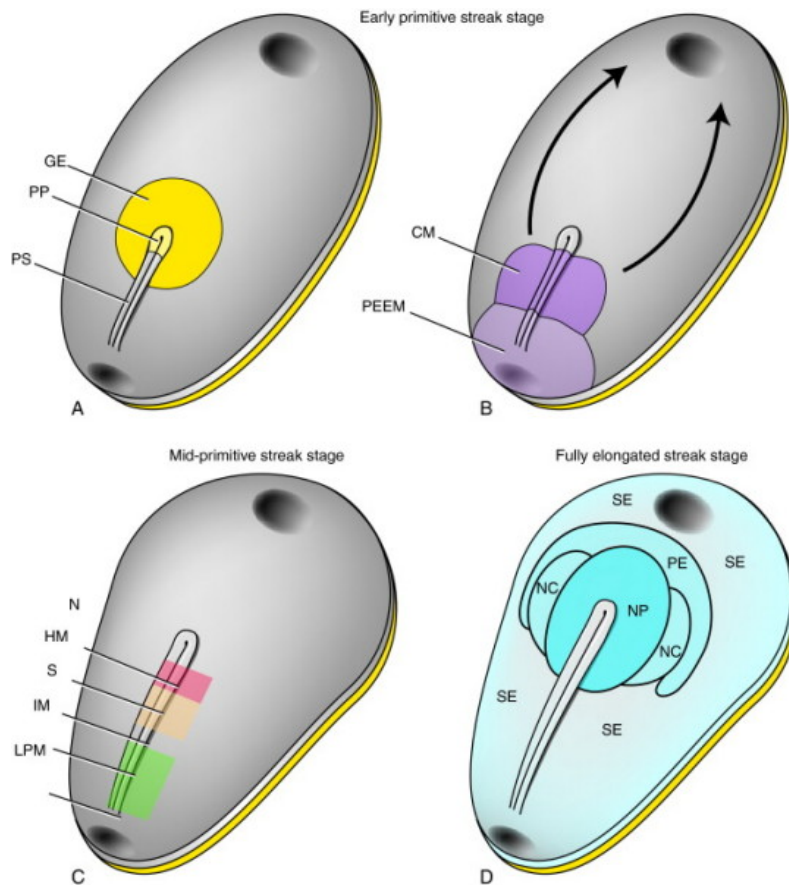 Early primitive streak stage
GE
PP
PS
A
CM
PEEM
B
Mid-primitive streak stage
N
HM
S
IM
LPM
C
Fully elongated streak stage
SE
PE
SE
NC
NP
NC
SE
SE
D